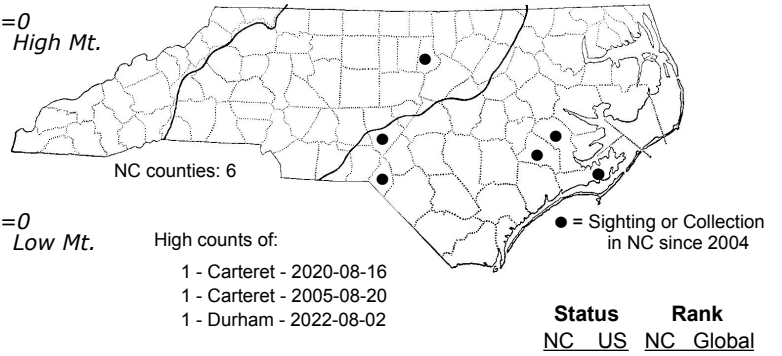 =0
High Mt.
NC counties: 6
=0
Low Mt.
High counts of:
1 - Carteret - 2020-08-16
1 - Carteret - 2005-08-20
1 - Durham - 2022-08-02
● = Sighting or Collection
in NC since 2004
Status Rank
NC US NC Global